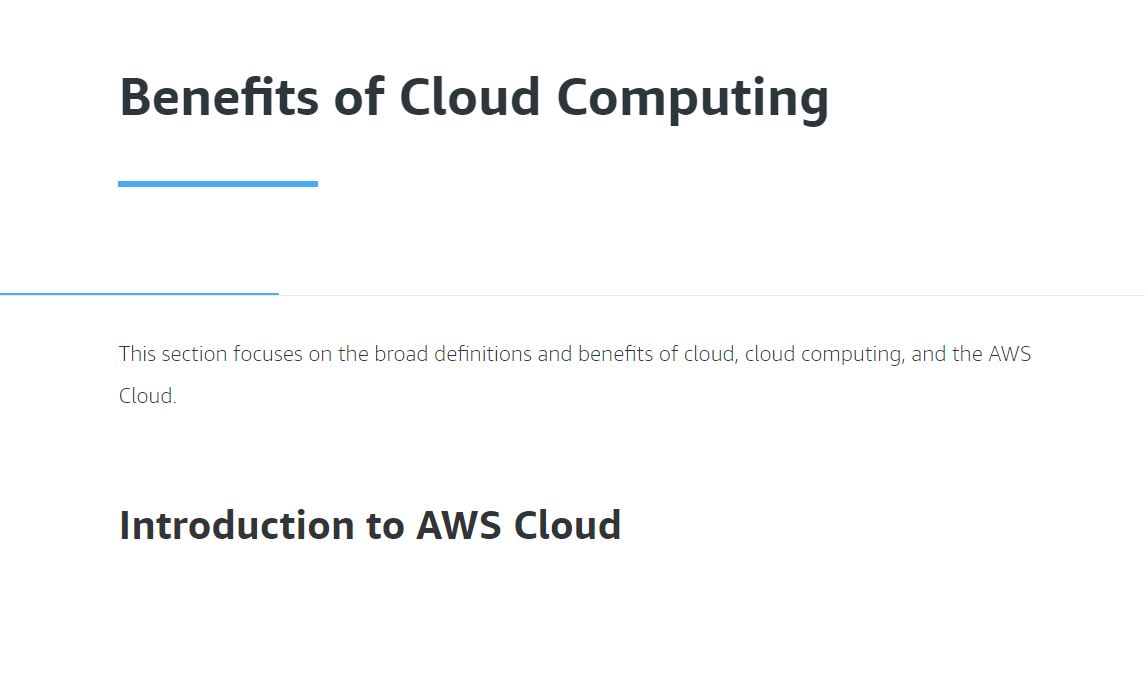 Benefits of Cloud Computing
This section focuses on the broad definitions and benefits of cloud, cloud computing, and the AWS
Cloud.
Introduction to AWS Cloud